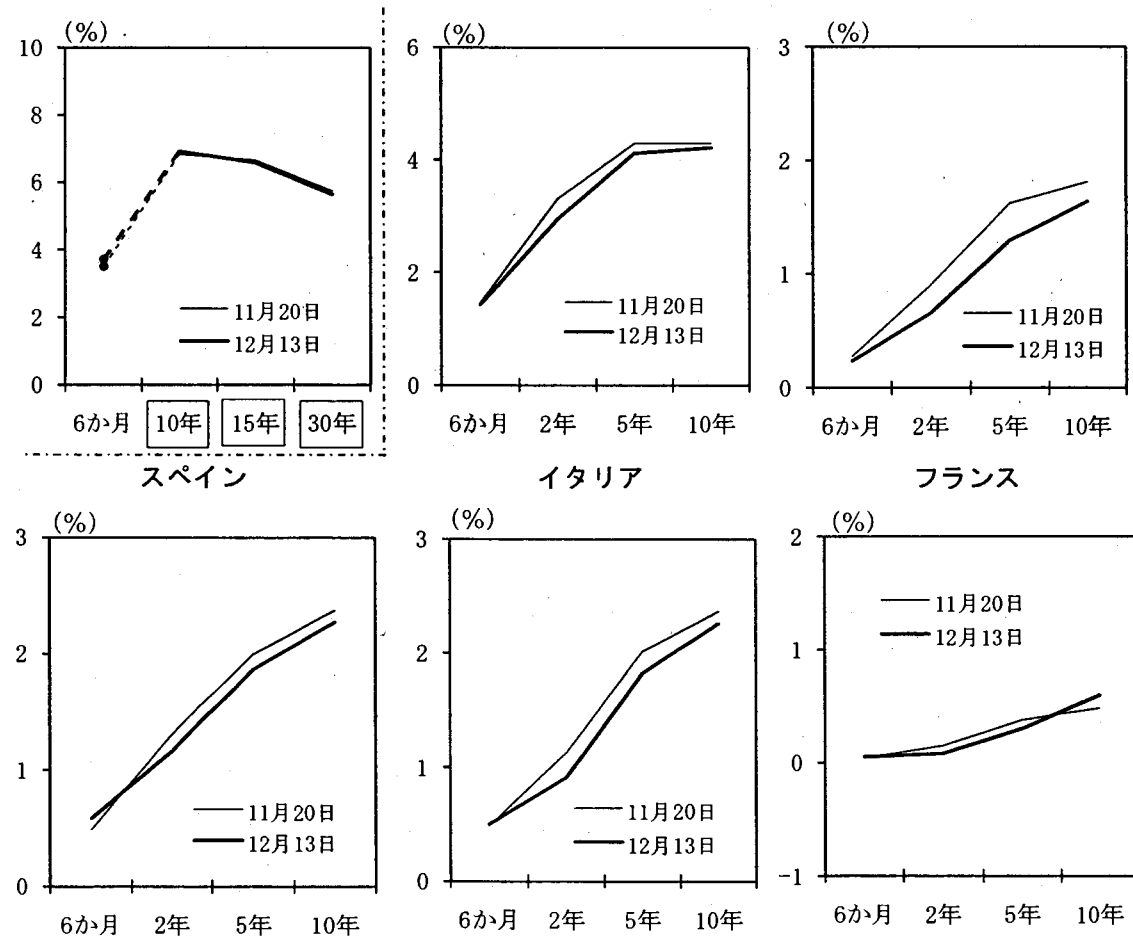 (%)
10
8
6
4
2
0
11月20日
12月13日
6か月 10年 15年 30年
スペイン
(%)
6
4
2
0
11月20日
12月13日
6か月 2年 5年 10年
イタリア
(%)
3
2
1
0
11月20日
12月13日
6か月 2年 5年 10年
フランス
(%)
3
2
1
0
11月20日
12月13日
6か月 2年 5年 10年
(%)
3
2
1
0
11月20日
12月13日
6か月 2年 5年 10年
(%)
2
1
0
-1
11月20日
12月13日
6か月 2年 5年 10年